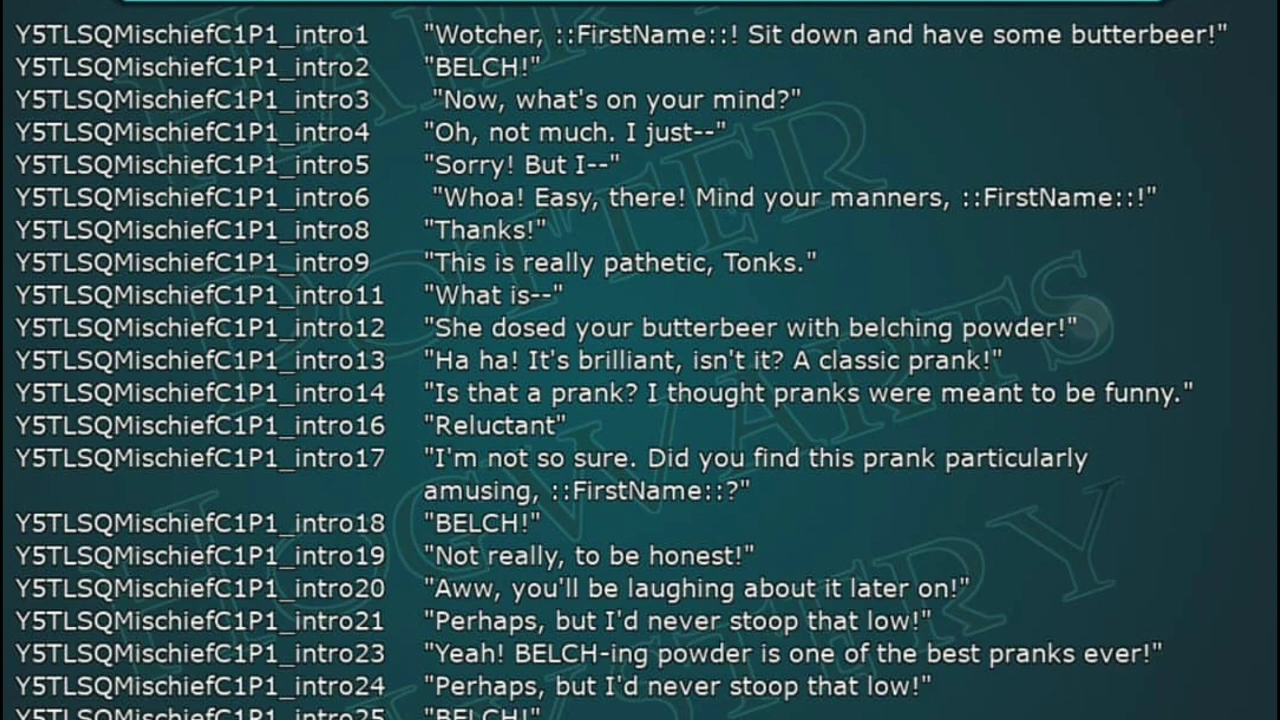 Y5TLSQMischiefC1P1_intro1 "Wotcher, ::FirstName::! Sit down and have some butterbeer!"
Y5TLSQMischiefC1P1_intro2 "BELCH!"
Y5TLSQMischiefC1P1_intro3 "Now, what's on your mind?"
Y5TLSQMischiefC1P1_intro4 "Oh, not much. I just--"
Y5TLSQMischiefC1P1_intro5 "Sorry! But I--"
Y5TLSQMischiefC1P1_intro6 "Whoa! Easy, there! Mind your manners, ::FirstName::!"
Y5TLSQMischiefC1P1_intro8 "Thanks!"
Y5TLSQMischiefC1P1_intro9 "This is really pathetic, Tonks."
Y5TLSQMischiefC1P1_intro11 "What is--"
Y5TLSQMischiefC1P1_intro12 "She dosed your butterbeer with belching powder!"
Y5TLSQMischiefC1P1_intro13 "Ha ha! It's brilliant, isn't it? A classic prank!"
Y5TLSQMischiefC1P1_intro14 "Is that a prank? I thought pranks were meant to be funny."
Y5TLSQMischiefC1P1_intro16 "Reluctant"
Y5TLSQMischiefC1P1_intro17 "I'm not so sure. Did you find this prank particularly
amusing, ::FirstName::?"
Y5TLSQMischiefC1P1_intro18 "BELCH!"
Y5TLSQMischiefC1P1_intro19 "Not really, to be honest!"
Y5TLSQMischiefC1P1_intro20 "Aww, you'll be laughing about it later on!"
Y5TLSQMischiefC1P1_intro21 "Perhaps, but I'd never stoop that low!"
Y5TLSQMischiefC1P1_intro23 "Yeah! BELCH-ing powder is one of the best pranks ever!"
Y5TLSQMischiefC1P1_intro24 "Perhaps, but I'd never stoop that low!"
Y5TLSQMischiefC1P1_intro25 "BELCH!"
HARRY
POTTER
HOGWARTS
MYSTERY